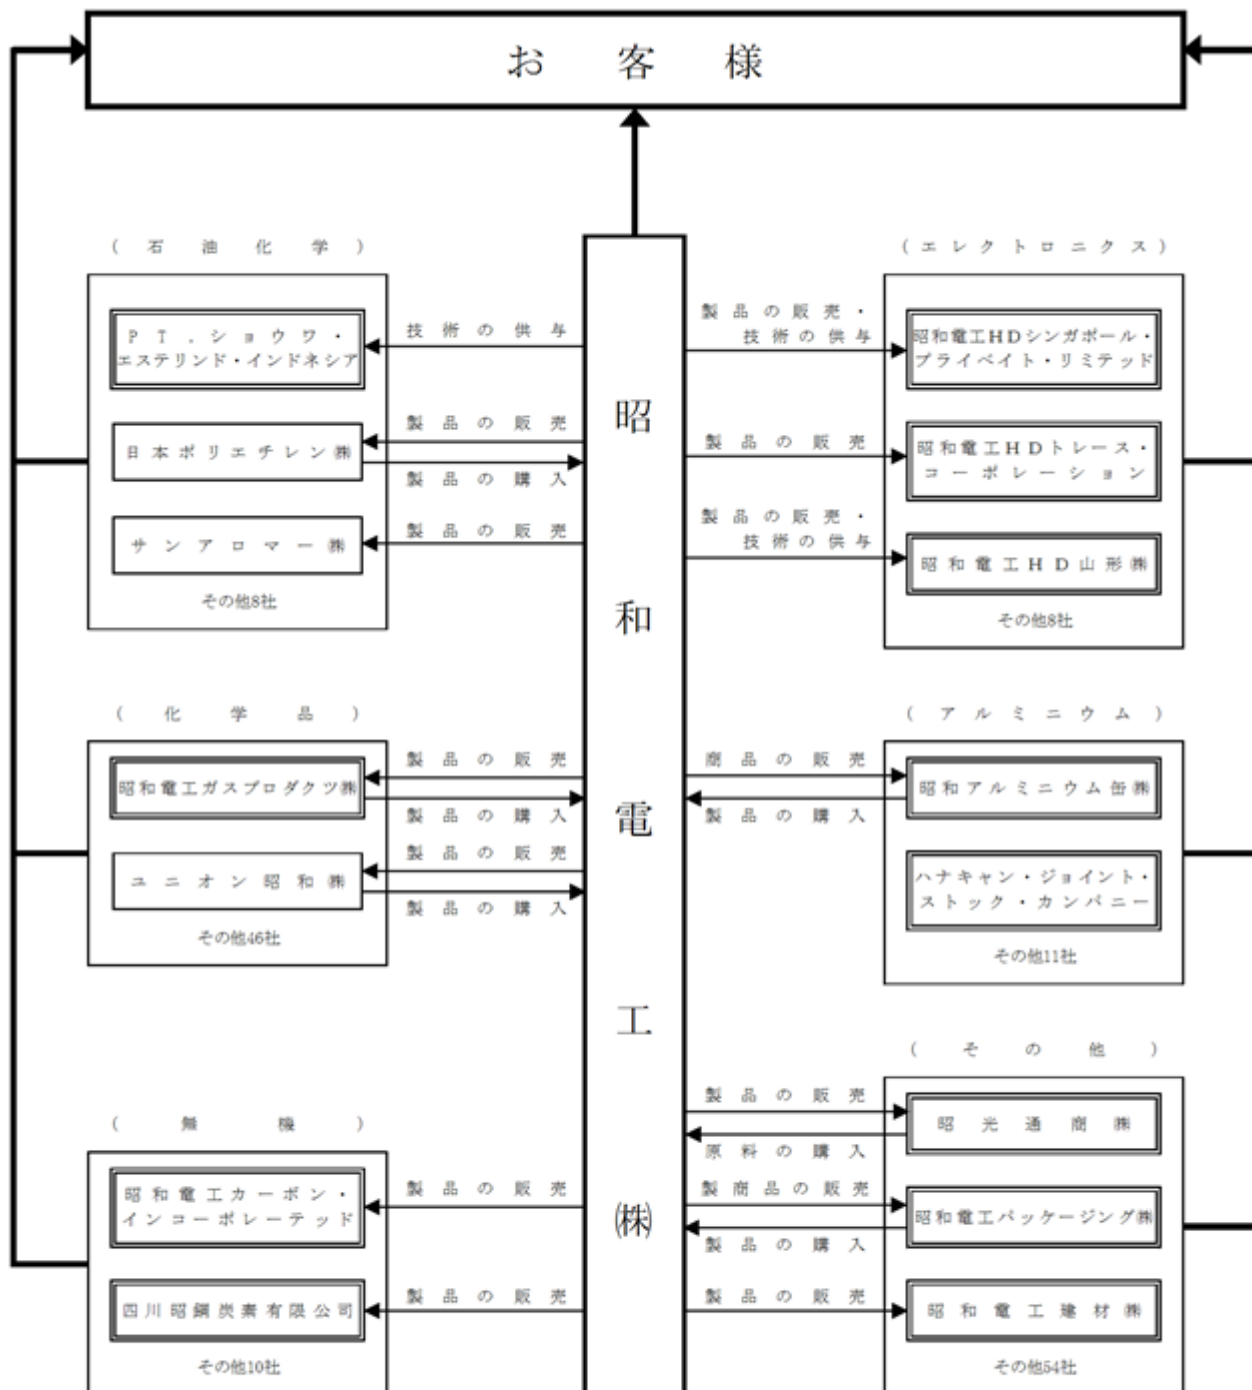 お客様
(石油化学)
PT.ショウワ・
エステリンド・インドネシア
技術の供与
日本ポリエチレン㈱
製品の販売
製品の購入
サンアロマー㈱
製品の販売
その他8社
(化学品)
昭和電工ガスプロダクツ㈱
製品の販売
製品の購入
ユニオン昭和㈱
製品の販売
製品の購入
その他46社
(無機)
昭和電工カーボン・
インコーポレーテッド
製品の販売
四川昭鋼炭素有限公司
製品の販売
その他10社
昭和電工㈱
(エレクトロニクス)
製品の販売・
技術の供与
昭和電工HDシンガポール・
プライベイト・リミテッド
製品の販売
昭和電工HDトレース・
コーポレーション
製品の販売・
技術の供与
昭和電工HD山形㈱
その他8社
(アルミニウム)
商品の販売
製品の購入
昭和アルミニウム缶㈱
ハナキャン・ジョイント・
ストック・カンパニー
その他11社
(その他)
製品の販売
原料の購入
昭光通商㈱
製商品の販売
製品の購入
昭和電工パッケージング㈱
製品の販売
昭和電工建材㈱
その他54社